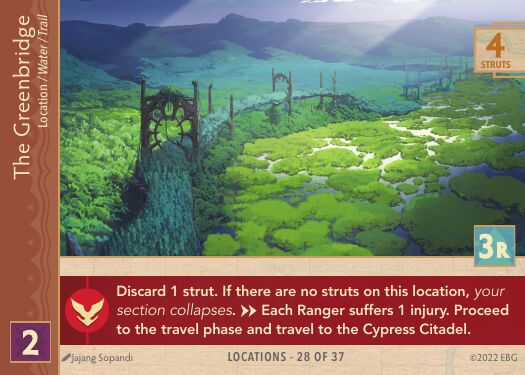 The Greenbridge
Location / Water / Trail
4
STRUTS
3R
Discard 1 strut. If there are no struts on this location, your
section collapses. Each Ranger suffers 1 injury. Proceed
to the travel phase and travel to the Cypress Citadel.
2
Jajang Sopandi
LOCATIONS - 28 OF 37
©2022 EBG